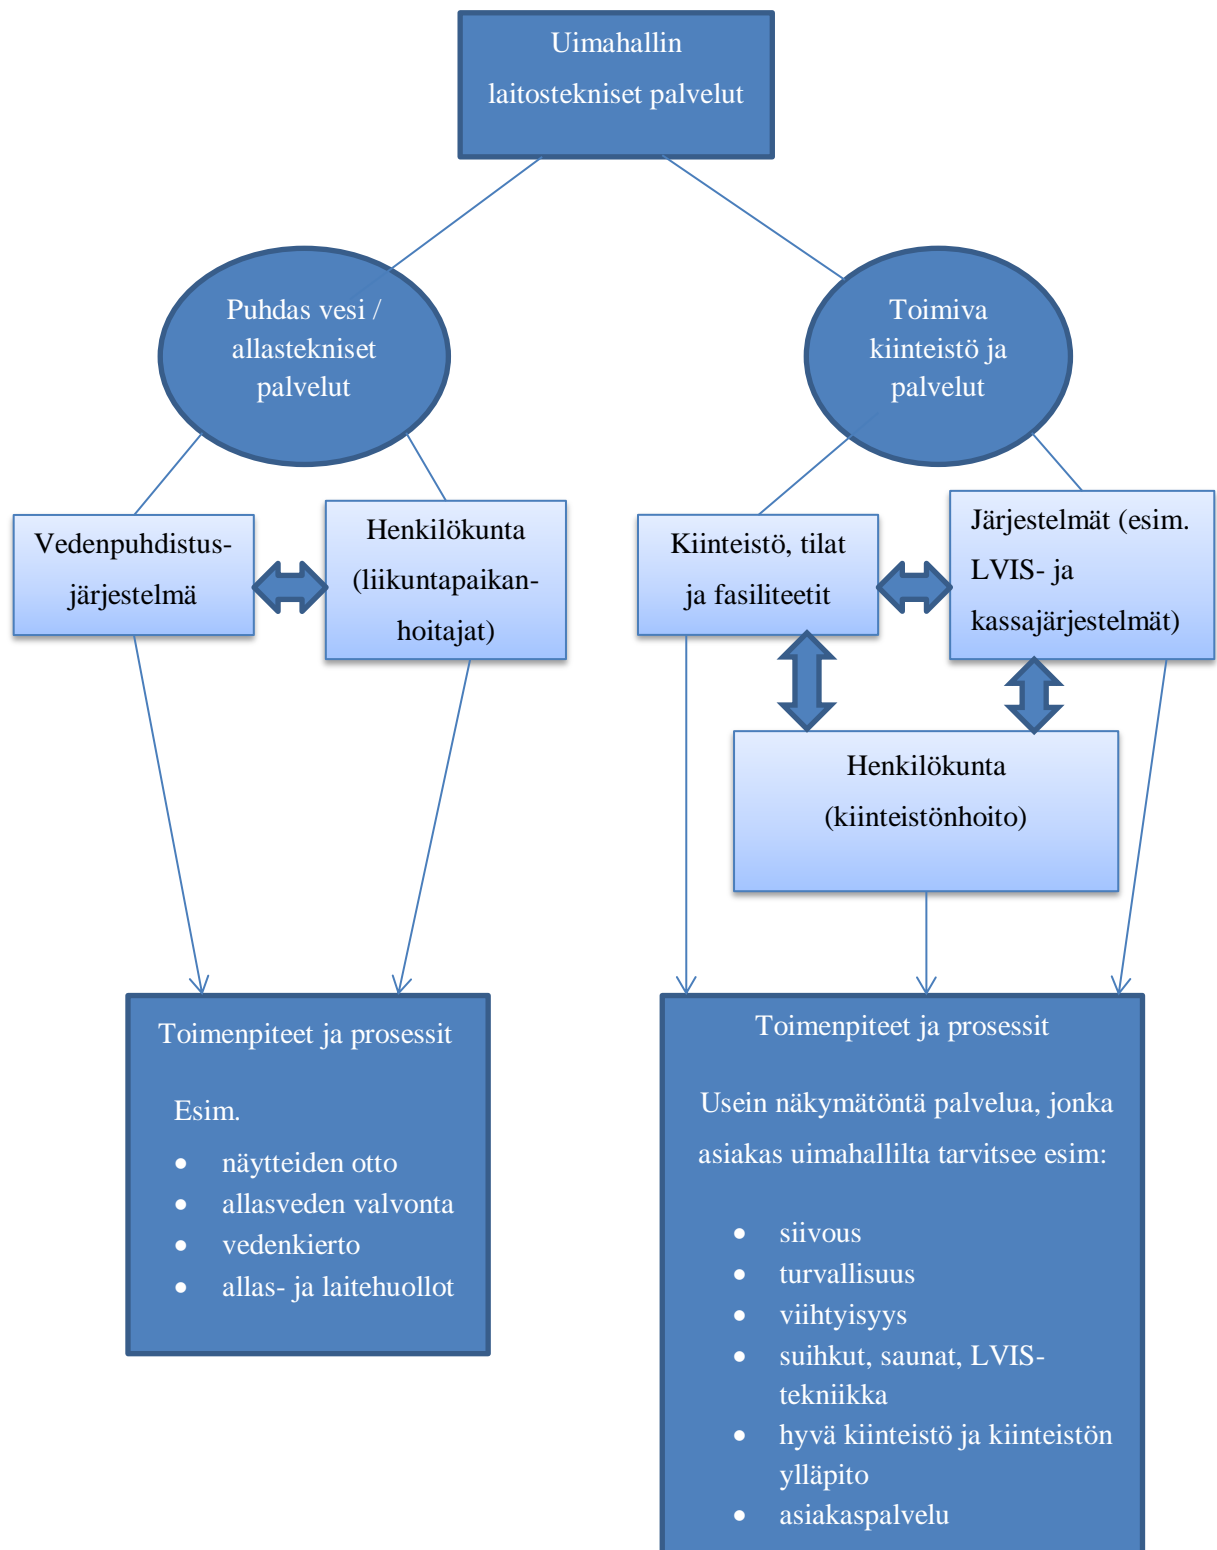 Uimahallin
laitostekniset palvelut
Puhdas vesi /
allastekniset
palvelut
Toimiva
kiinteistö ja
palvelut
Vedenpuhdistus-
järjestelmä
Henkilökunta
(liikuntapaikan-
hoitajat)
Kiinteistö, tilat
ja fasiliteetit
Järjestelmät (esim.
LVIS- ja
kassajärjestelmät)
Henkilökunta
(kiinteistönhoito)
Toimenpiteet ja prosessit
Esim.
• näytteiden otto
• allasveden valvonta
• vedenkierto
• allas- ja laitehuollot
Toimenpiteet ja prosessit
Usein näkymätöntä palvelua, jonka
asiakas uimahallilta tarvitsee esim:
• siivous
• turvallisuus
• viihtyisyys
• suihkut, saunat, LVIS-
tekniikka
• hyvä kiinteistö ja kiinteistön
ylläpito
• asiakaspalvelu